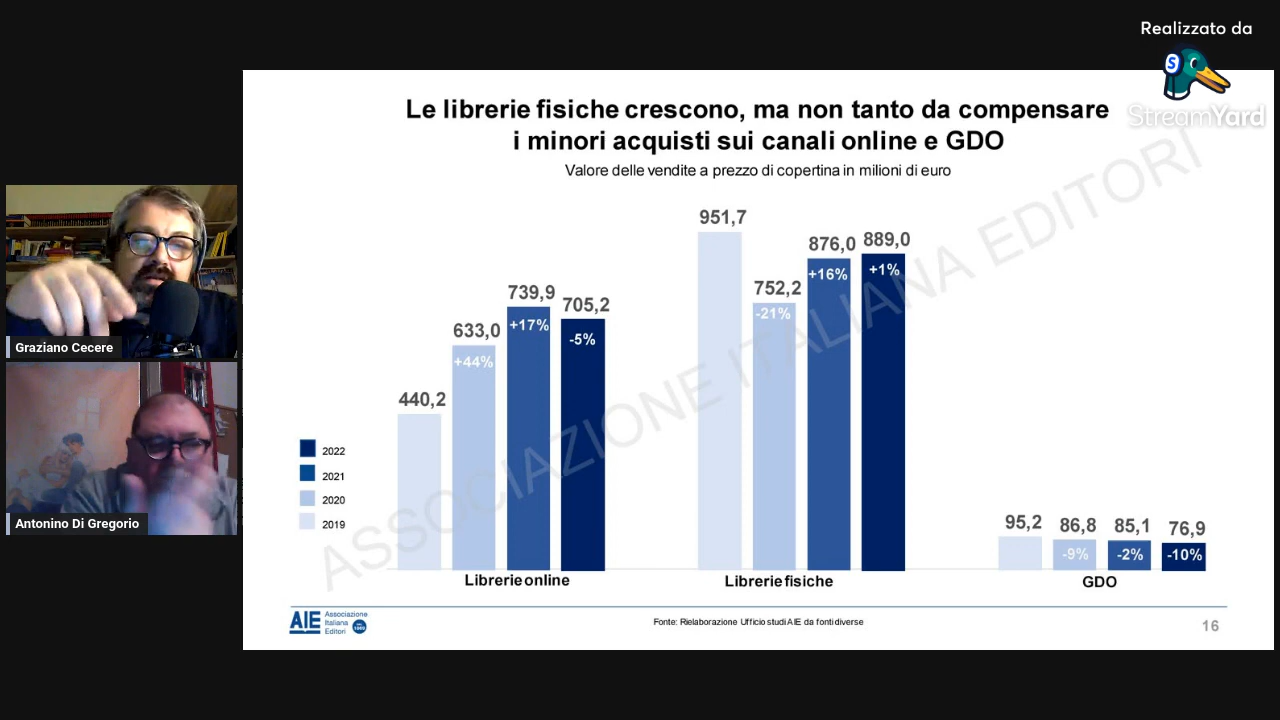 Realizzato da
StreamYard
Le librerie fisiche crescono, ma non tanto da compensare
i minori acquisti sui canali online e GDO
Valore delle vendite a prezzo di copertina in milioni di euro
440,2
633,0
+44%
739,9
+17%
705,2
-5%
951,7
752,2
-21%
876,0
+16%
889,0
+1%
95,2
86,8
-9%
85,1
-2%
76,9
-10%
2022
2021
2020
2019
Librerie online
Librerie fisiche
GDO
ASSOCIAZIONE ITALIANA EDITORI
AIE
Associazione
Italiana
Editori
Fonte: Rielaborazione Ufficio studi AIE da fonti diverse
16
Graziano Cecere
Antonino Di Gregorio